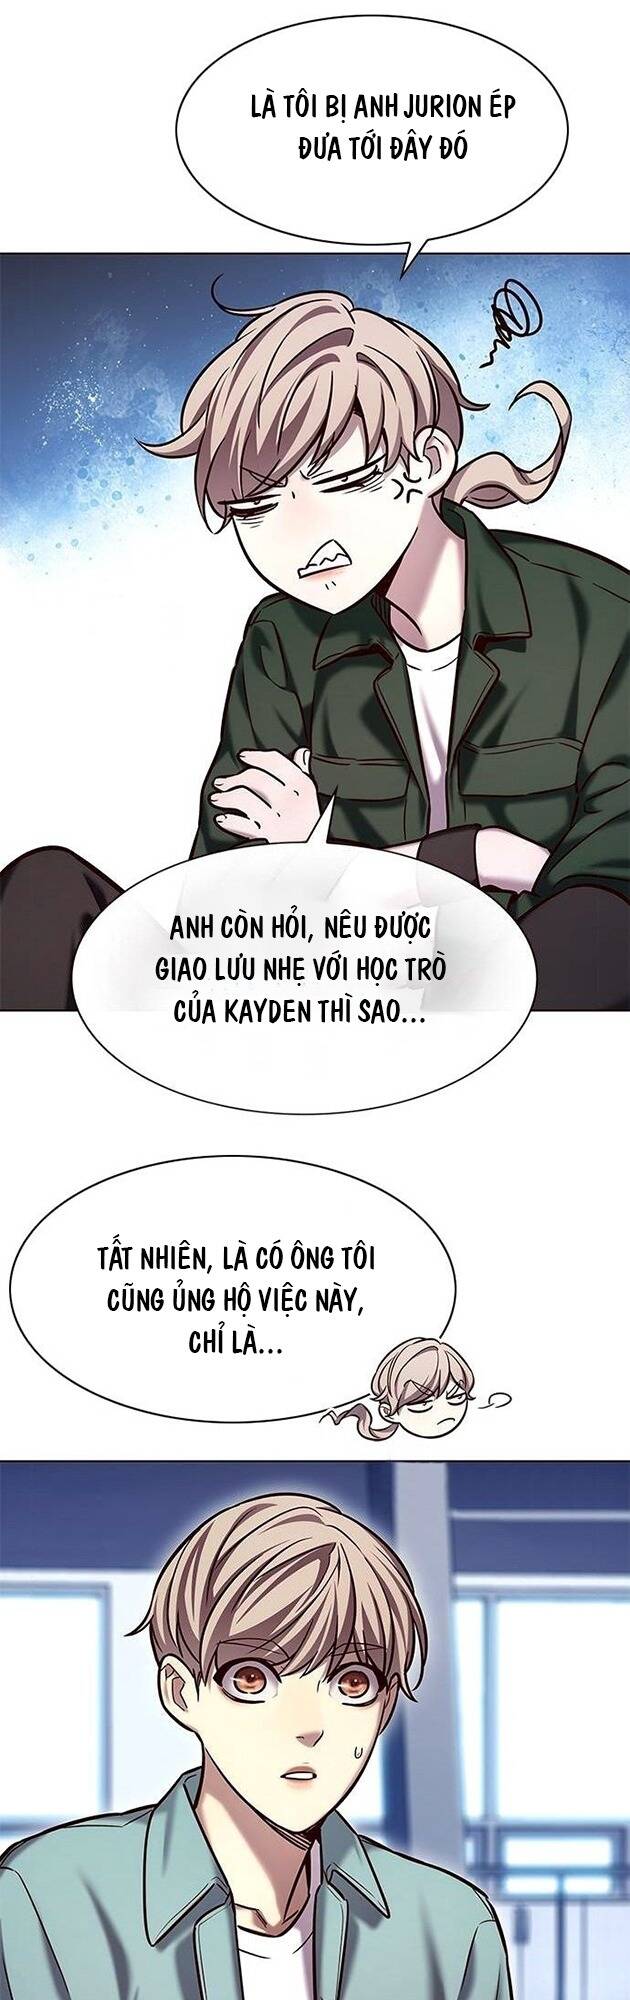 LÀ TÔI BỊ ANH JURION ÉP
ĐƯA TỚI ĐÂY ĐÓ
ANH CÒN HỎI, NÊU ĐƯỢC
GIAO LƯU NHẸ VỚI HỌC TRÒ
CỦA KAYDEN THÌ SAO...
TẤT NHIÊN, LÀ CÓ ÔNG TÔI
CŨNG ỦNG HỘ VIỆC NÀY,
CHỈ LÀ...